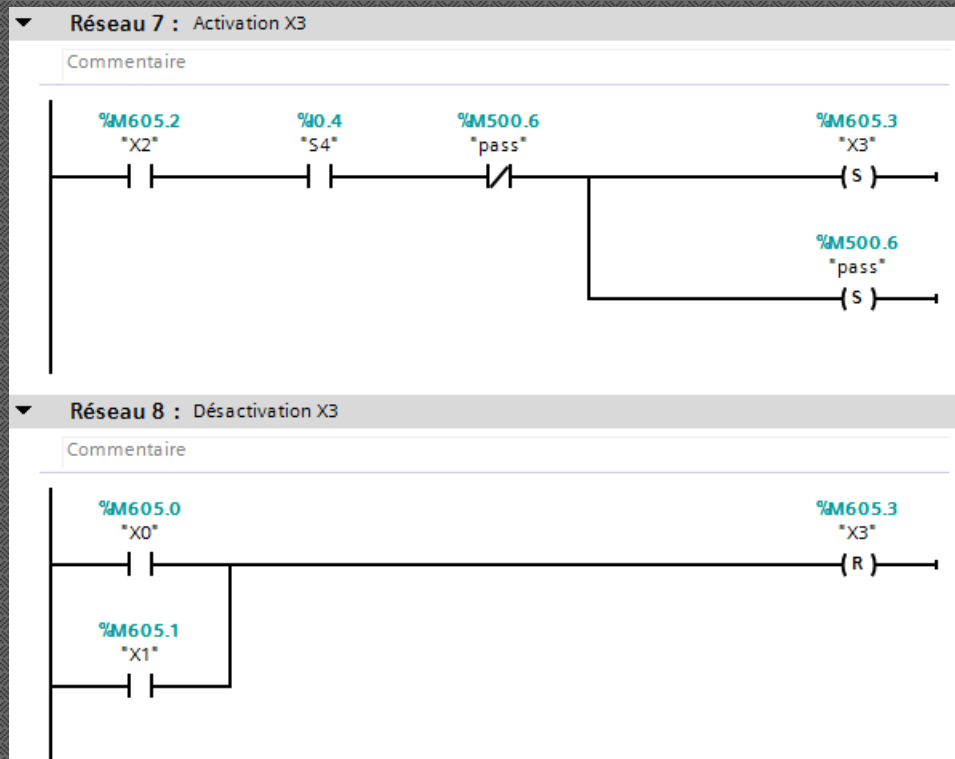 Réseau 7 : Activation X3
Commentaire
%M605.2 %I0.4 %M500.6 %M605.3
"X2" "S4" "pass" "X3"
S
%M500.6
"pass"
S
Réseau 8 : Désactivation X3
Commentaire
%M605.0 %M605.3
"X0" "X3"
R
%M605.1
"X1"